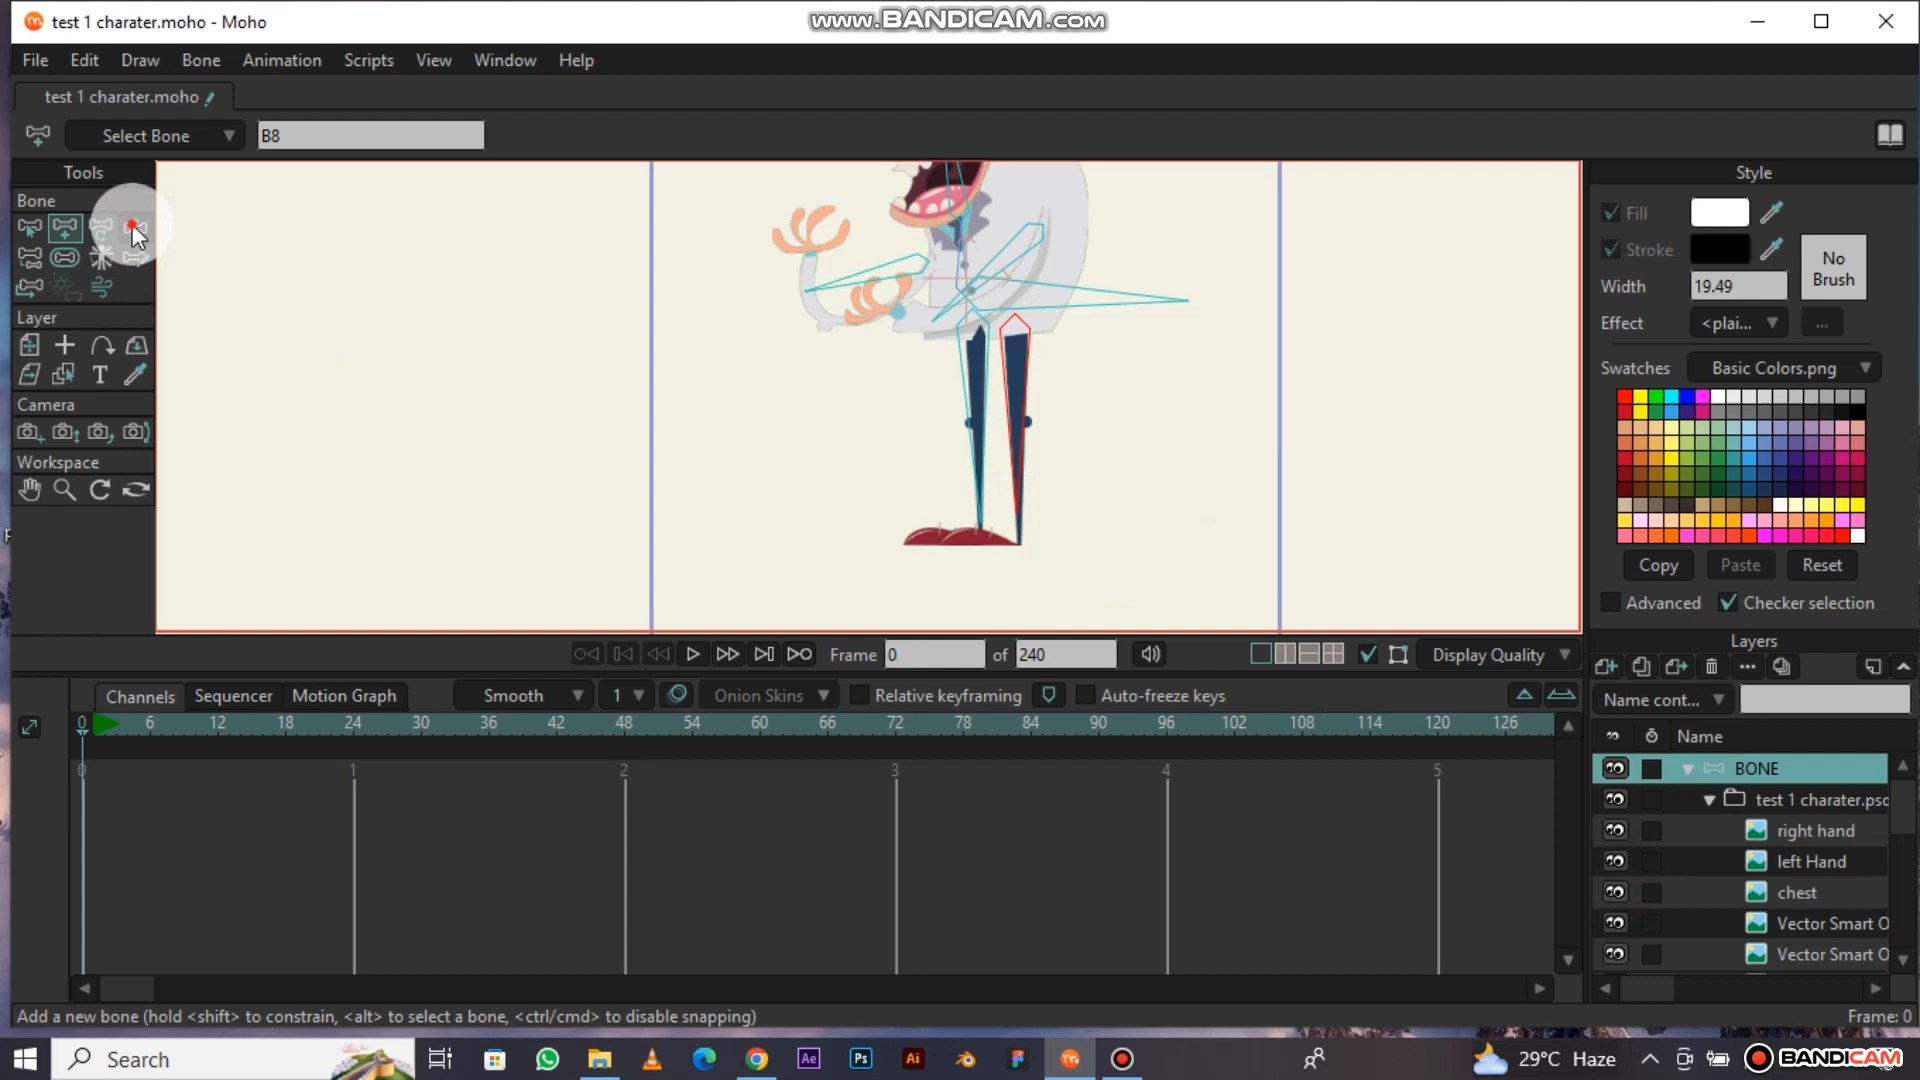 test 1 charater.moho - Moho
www.BANDICAM.com
File Edit Draw Bone Animation Scripts View Window Help
test 1 charater.moho
Select Bone B8
Tools
Bone
Layer
T
Camera
Workspace
Style
Fill
Stroke
No Brush
Width 19.49
Effect <plai... ...
Swatches Basic Colors.png
Copy Paste Reset
Advanced Checker selection
Layers
Frame 0 of 240 Display Quality
Channels Sequencer Motion Graph Smooth 1 Onion Skins Relative keyframing Auto-freeze keys
Name cont...
0 6 12 18 24 30 36 42 48 54 60 66 72 78 84 90 96 102 108 114 120 126
Name
0 1 2 3 4 5
BONE
test 1 charater.psd
right hand
left Hand
chest
Vector Smart O
Vector Smart O
Add a new bone (hold <shift> to constrain, <alt> to select a bone, <ctrl/cmd> to disable snapping)
Frame: 0
Search
Ae Ps Ai
29°C Haze
BANDICAM